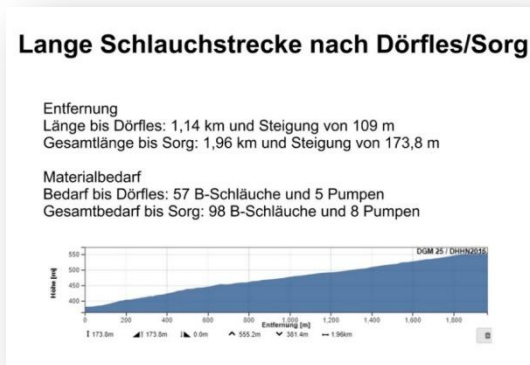 Lange Schlauchstrecke nach Dörfles/Sorg
Entfernung
Länge bis Dörfles: 1,14 km und Steigung von 109 m
Gesamtlänge bis Sorg: 1,96 km und Steigung von 173,8 m
Materialbedarf
Bedarf bis Dörfles: 57 B-Schläuche und 5 Pumpen
Gesamtbedarf bis Sorg: 98 B-Schläuche und 8 Pumpen
DGM 25 / DHHN2016
Höhe [m]
550
500
450
400
0 200 400 600 800 1,000 1,200 1,400 1,600 1,800
Entfernung [m]
173.8m 173.8m 0.0m 555.2m 381.4m 1.96km